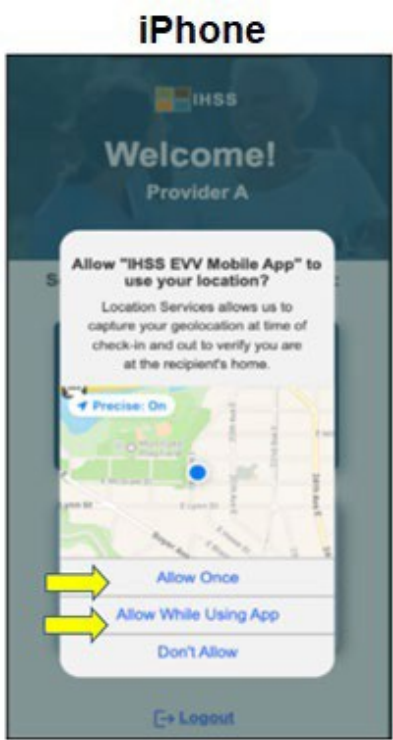 iPhone
IHSS
Welcome!
Provider A
Allow "IHSS EVV Mobile App" to
use your location?
Location Services allows us to
capture your geolocation at time of
check-in and out to verify you are
at the recipient's home.
Precise: On
E Lynn St
Allow Once
Allow While Using App
Don't Allow
Logout